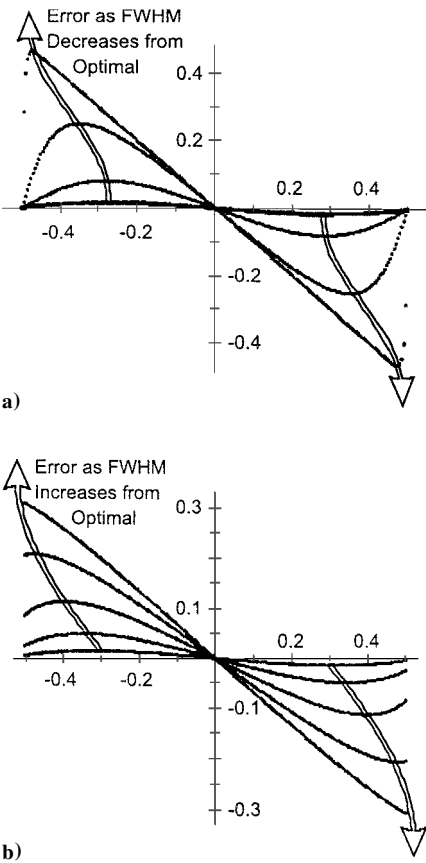 Error as FWHM
Decreases from
Optimal
0.4
0.2
0.2 0.4
-0.4 -0.2
-0.2
-0.4
a)
Error as FWHM
Increases from
Optimal
0.3
0.1
0.2 0.4
-0.4 -0.2
-0.1
-0.3
b)